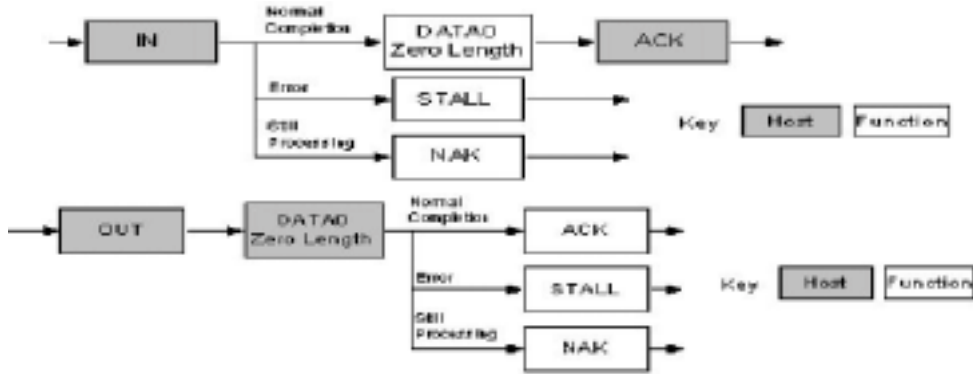 Normal
Completion
IN
DATA0
Zero Length
ACK
Error
STALL
Still
Processing
NAK
Key
Host
Function
OUT
DATA0
Zero Length
Normal
Completion
ACK
Error
STALL
Still
Processing
NAK
Key
Host
Function